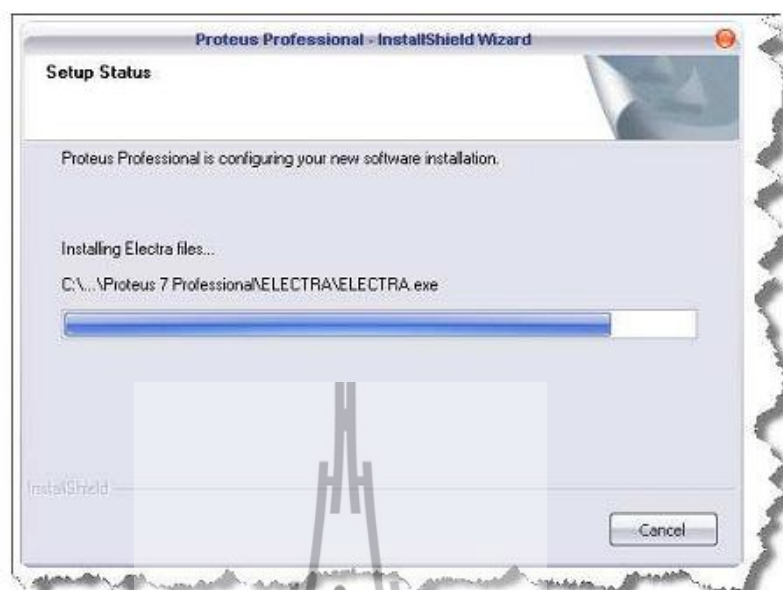 Proteus Professional - InstallShield Wizard
Setup Status
Proteus Professional is configuring your new software installation.
Installing Electra files...
C:\...\Proteus 7 Professional\ELECTRA\ELECTRA.exe
InstallShield
Cancel